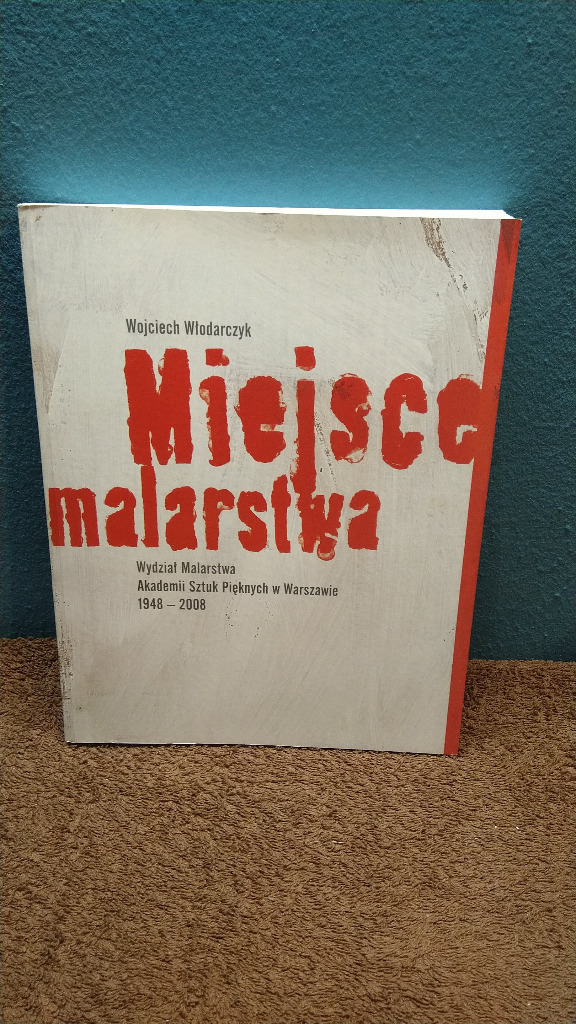 Wojciech Włodarczyk
Miejsce
malarstwa
Wydział Malarstwa
Akademii Sztuk Pięknych w Warszawie
1948 – 2008